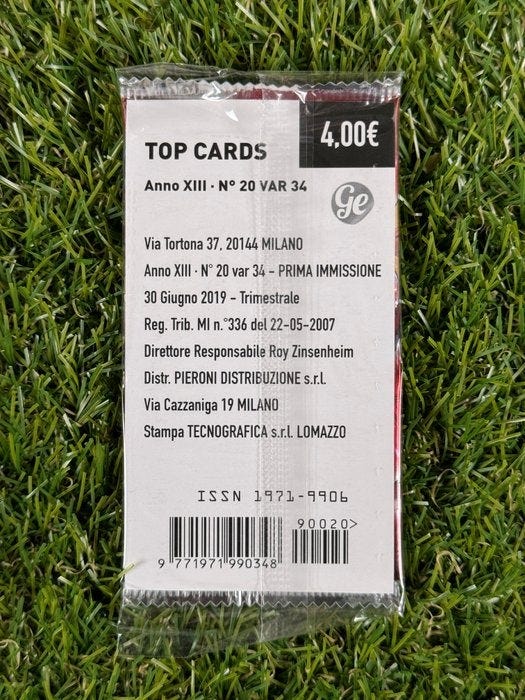 4,00€
TOP CARDS
Anno XIII · N° 20 VAR 34
Ge
Via Tortona 37, 20144 MILANO
Anno XIII · N° 20 var 34 – PRIMA IMMISSIONE
30 Giugno 2019 – Trimestrale
Reg. Trib. MI n.°336 del 22-05-2007
Direttore Responsabile Roy Zinsenheim
Distr. PIERONI DISTRIBUZIONE s.r.l.
Via Cazzaniga 19 MILANO
Stampa TECNOGRAFICA s.r.l. LOMAZZO
ISSN 1971-9906
90020>
9 771971 990348